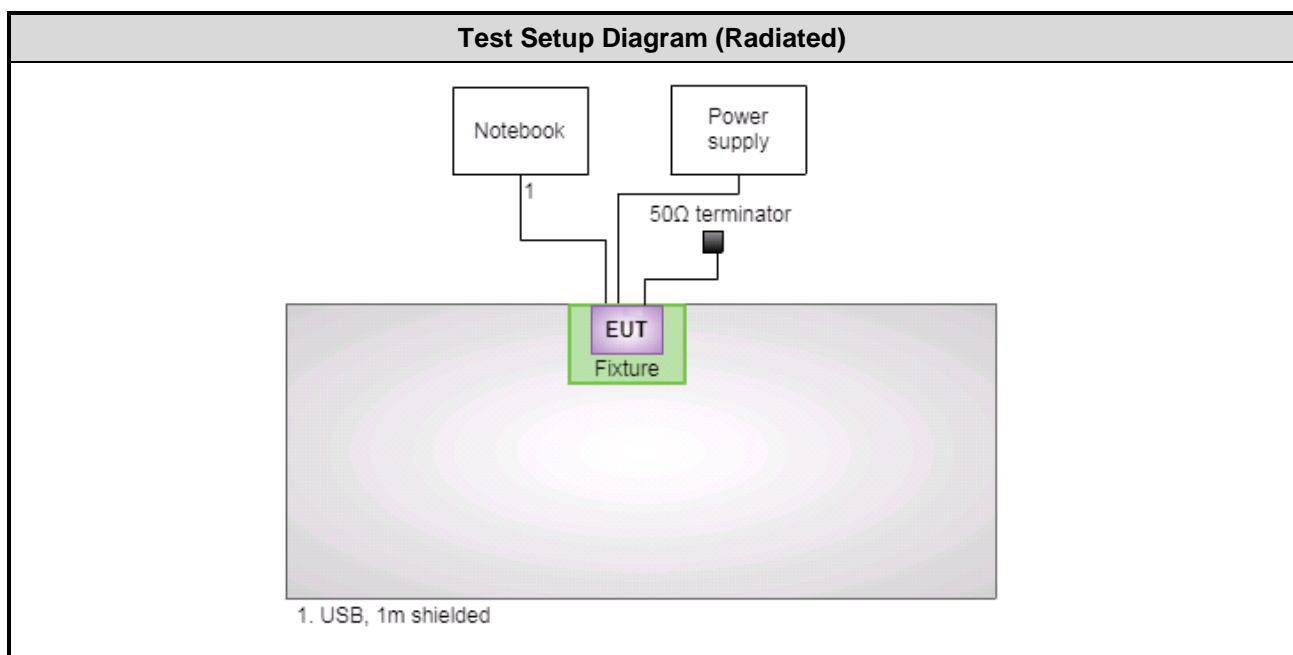 Test Setup Diagram (Radiated)
Notebook
Power
supply
1
50Ω terminator
EUT
Fixture
1. USB, 1m shielded